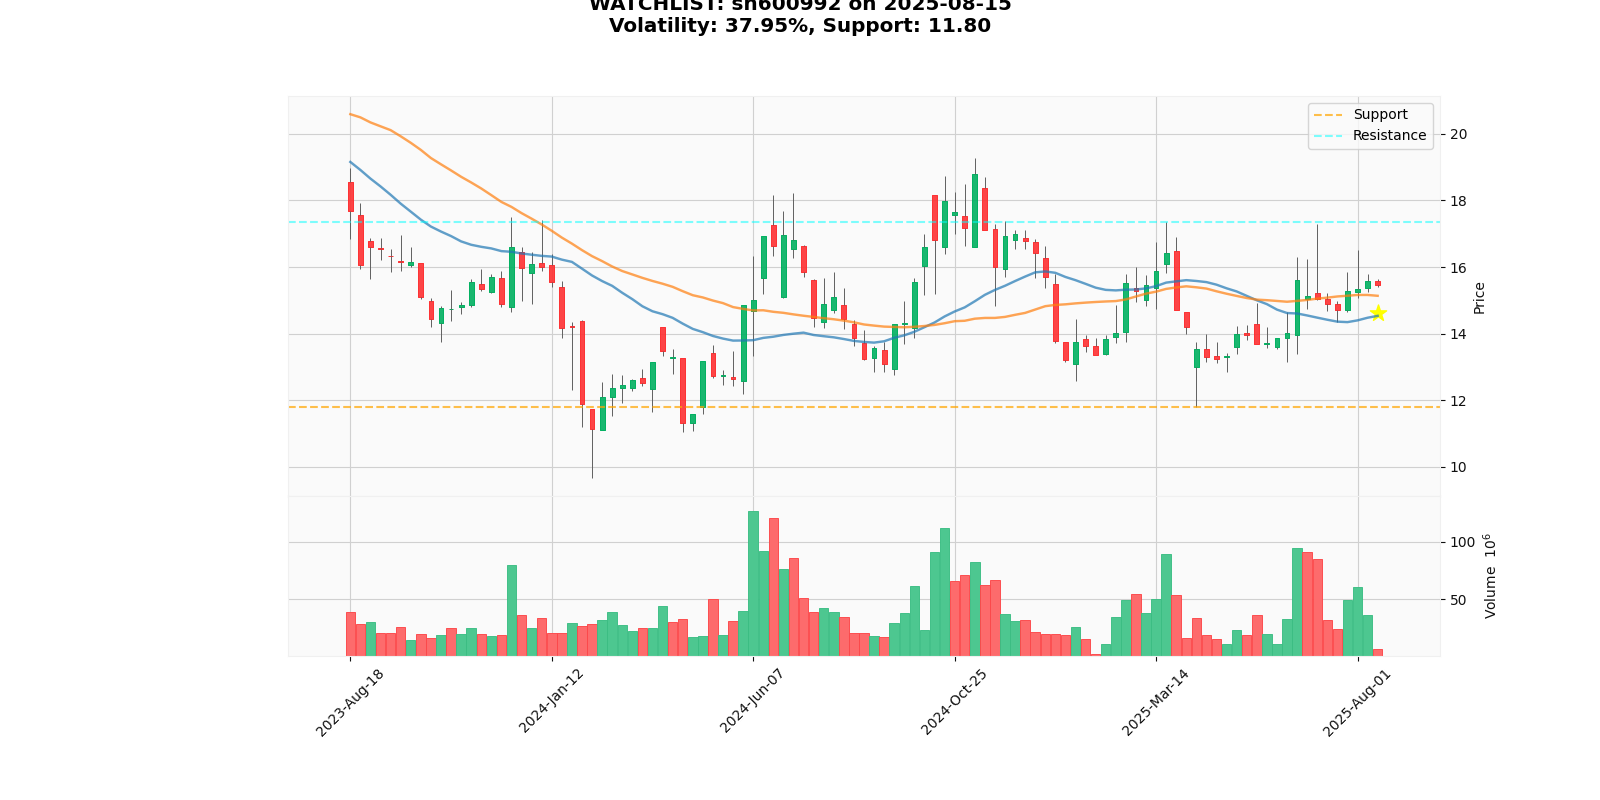 WATCHLIST: sh600992 on 2025-08-15
Volatility: 37.95%, Support: 11.80
Support
Resistance
20
18
16
14
12
10
Price
100
50
Volume 10⁶
2023-Aug-18
2024-Jan-12
2024-Jun-07
2024-Oct-25
2025-Mar-14
2025-Aug-01